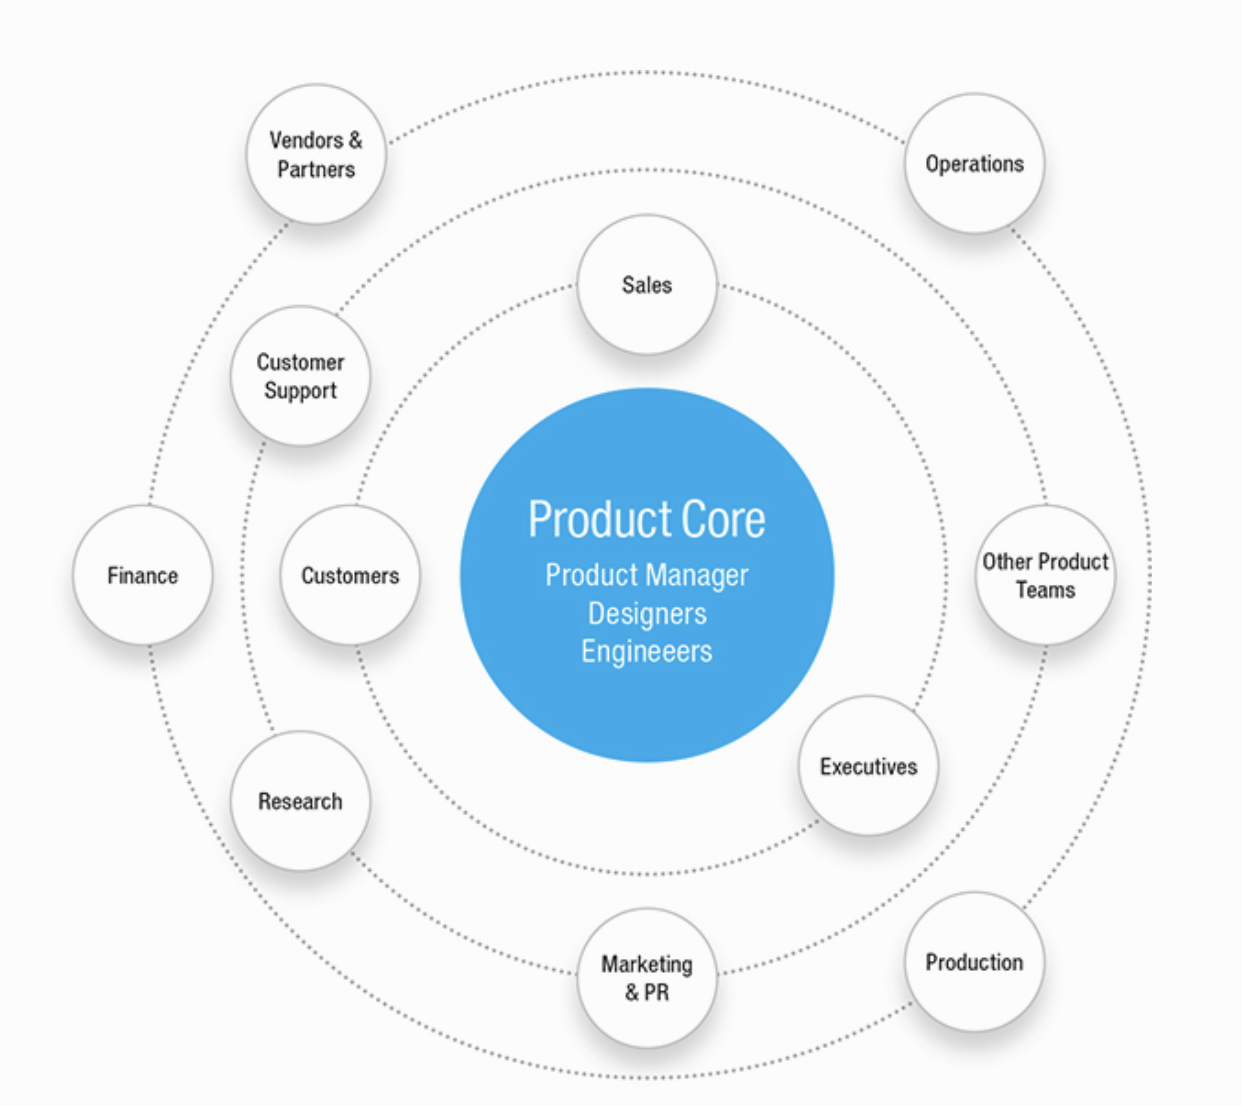 Vendors &
Partners
Operations
Sales
Customer
Support
Product Core
Product Manager
Designers
Engineeers
Finance
Customers
Other Product
Teams
Executives
Research
Marketing
& PR
Production